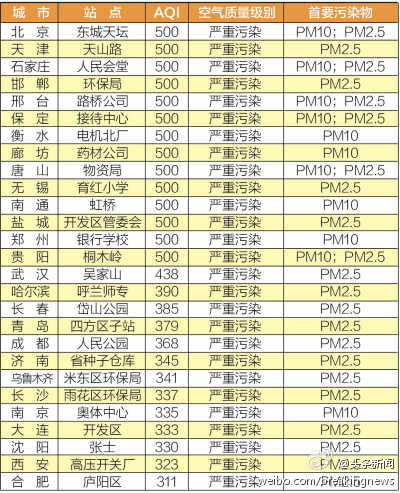 城 市 站 点 AQI 空气质量级别 首要污染物
北 京 东城天坛 500 严重污染 PM10；PM2.5
天 津 天山路 500 严重污染 PM2.5
石家庄 人民会堂 500 严重污染 PM10；PM2.5
邯 郸 环保局 500 严重污染 PM2.5
邢 台 路桥公司 500 严重污染 PM10；PM2.5
保 定 接待中心 500 严重污染 PM10；PM2.5
衡 水 电机北厂 500 严重污染 PM10
廊 坊 药材公司 500 严重污染 PM10
唐 山 物资局 500 严重污染 PM10；PM2.5
无 锡 育红小学 500 严重污染 PM2.5
南 通 虹桥 500 严重污染 PM10
盐 城 开发区管委会 500 严重污染 PM2.5
郑 州 银行学校 500 严重污染 PM10
贵 阳 桐木岭 500 严重污染 PM10；PM2.5
武 汉 吴家山 438 严重污染 PM2.5
哈尔滨 呼兰师专 390 严重污染 PM2.5
长 春 岱山公园 385 严重污染 PM2.5
青 岛 四方区子站 379 严重污染 PM2.5
成 都 人民公园 368 严重污染 PM2.5
济 南 省种子仓库 345 严重污染 PM2.5
乌鲁木齐 米东区环保局 341 严重污染 PM2.5
长 沙 雨花区环保局 337 严重污染 PM2.5
南 京 奥体中心 335 严重污染 PM10
大 连 开发区 333 严重污染 PM2.5
沈 阳 张士 330 严重污染 PM2.5
西 安 高压开关厂 323 严重污染 PM2.5
合 肥 庐阳区 311 严重污染 PM2.5
@头条新闻
weibo.com/breakingnews